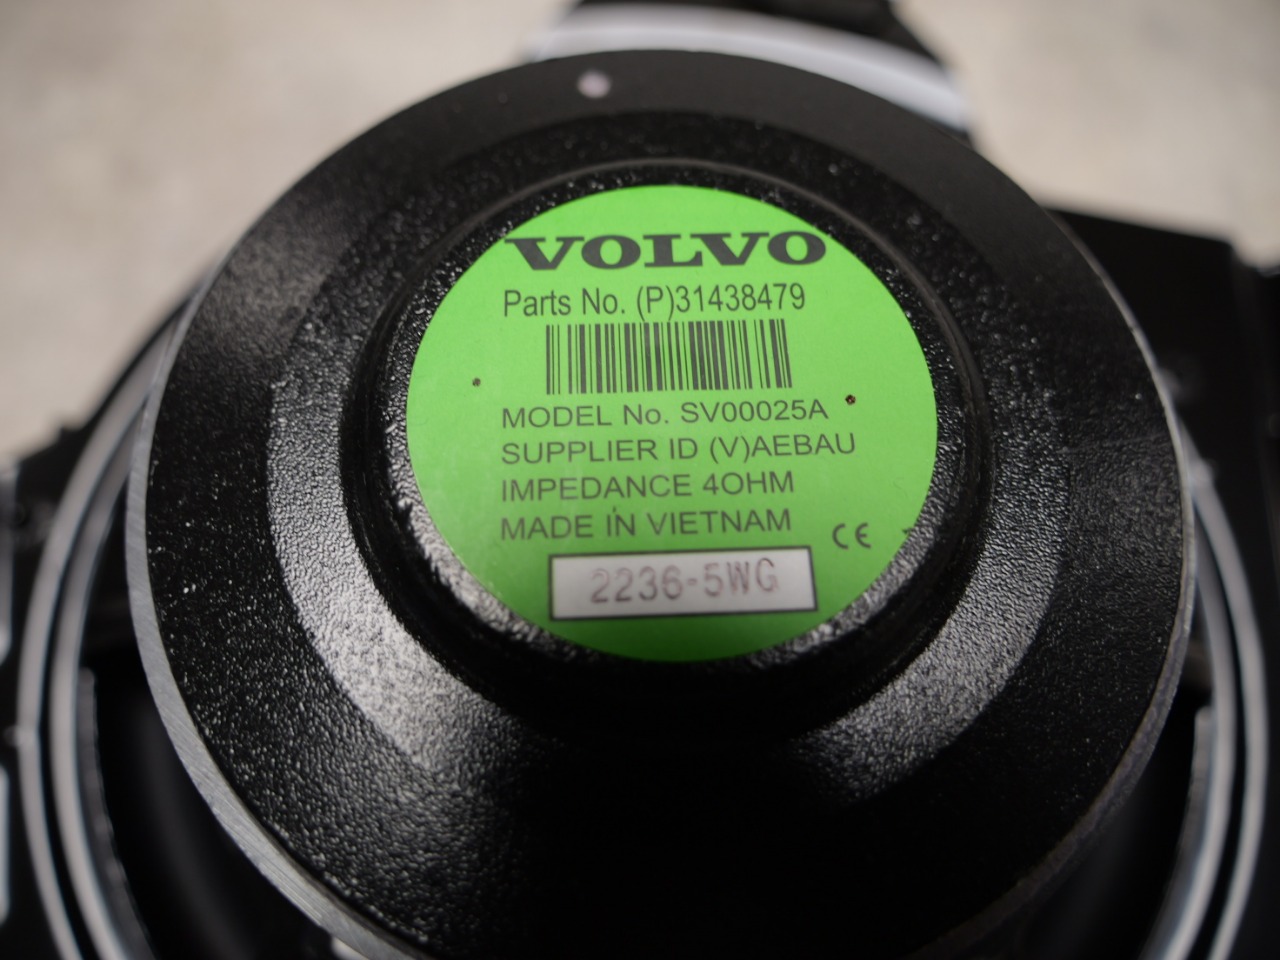 VOLVO
Parts No. (P)31438479
MODEL No. SV00025A
SUPPLIER ID (V)AEBAU
IMPEDANCE 4OHM
MADE IN VIETNAM
CE
2236-5WG